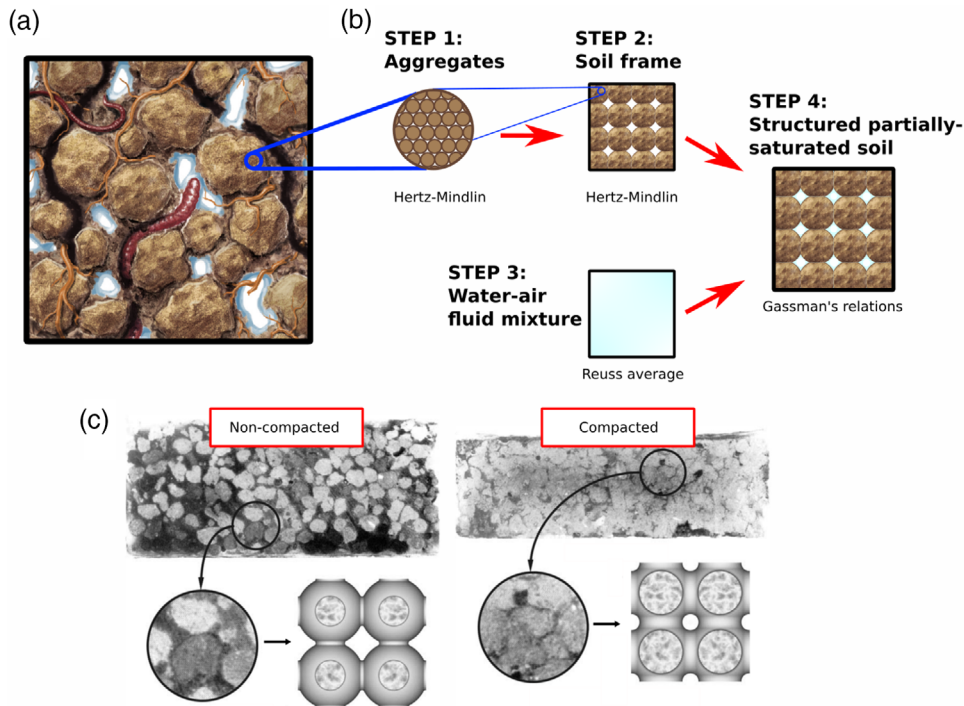 (a)
(b)
STEP 1:
Aggregates
Hertz-Mindlin
STEP 2:
Soil frame
Hertz-Mindlin
STEP 3:
Water-air
fluid mixture
Reuss average
STEP 4:
Structured partially-
saturated soil
Gassman's relations
(c)
Non-compacted
Compacted